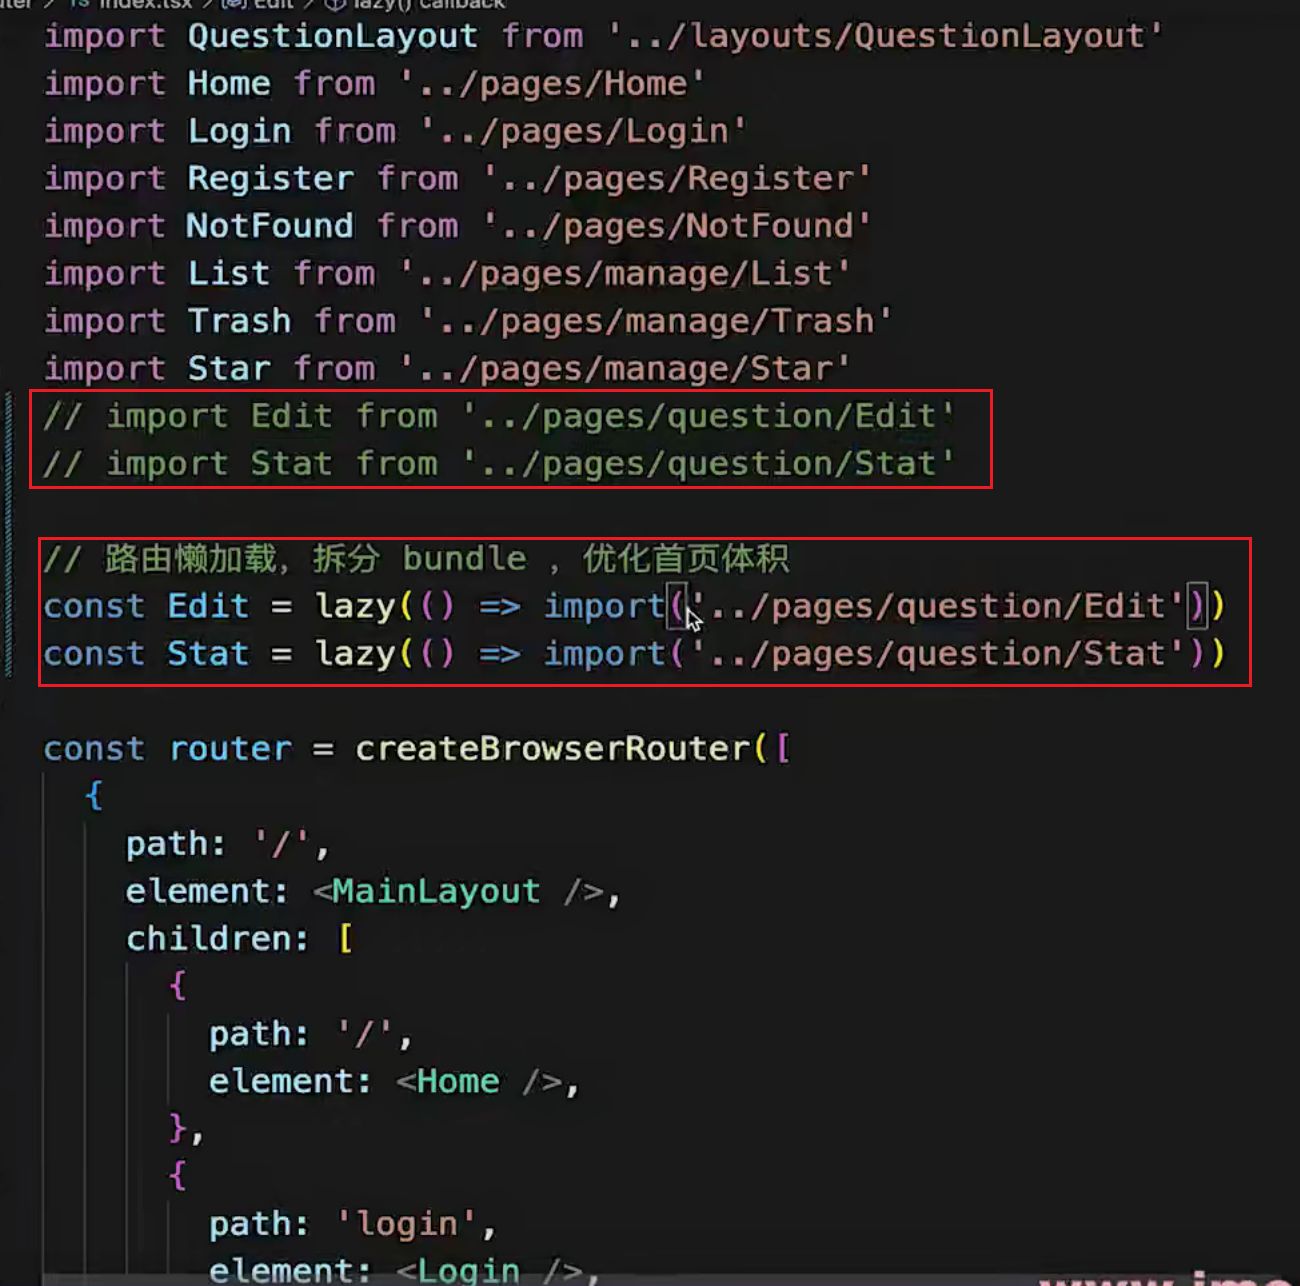 TS index.tsx > Edit > lazy() callback
import QuestionLayout from '../layouts/QuestionLayout'
import Home from '../pages/Home'
import Login from '../pages/Login'
import Register from '../pages/Register'
import NotFound from '../pages/NotFound'
import List from '../pages/manage/List'
import Trash from '../pages/manage/Trash'
import Star from '../pages/manage/Star'
// import Edit from '../pages/question/Edit'
// import Stat from '../pages/question/Stat'
// 路由懒加载，拆分 bundle ，优化首页体积
const Edit = lazy(() => import('../pages/question/Edit'))
const Stat = lazy(() => import('../pages/question/Stat'))
const router = createBrowserRouter([
{
path: '/',
element: <MainLayout />,
children: [
{
path: '/',
element: <Home />,
},
{
path: 'login',
element: <Login />,